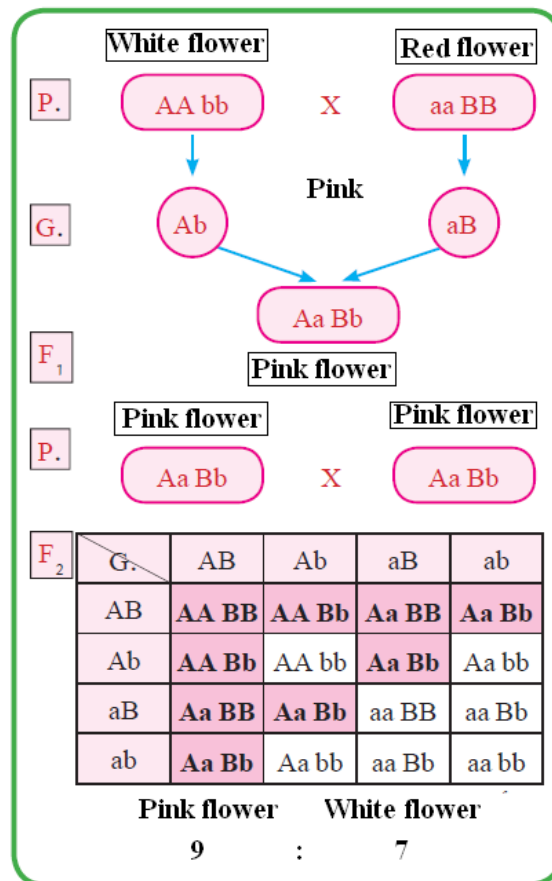 White flower Red flower
P. AA bb X aa BB
Pink
G. Ab aB
Aa Bb
F1
Pink flower
Pink flower Pink flower
P. Aa Bb X Aa Bb
F2 G. AB Ab aB ab
AB AA BB AA Bb Aa BB Aa Bb
Ab AA Bb AA bb Aa Bb Aa bb
aB Aa BB Aa Bb aa BB aa Bb
ab Aa Bb Aa bb aa Bb aa bb
Pink flower White flower
9 : 7